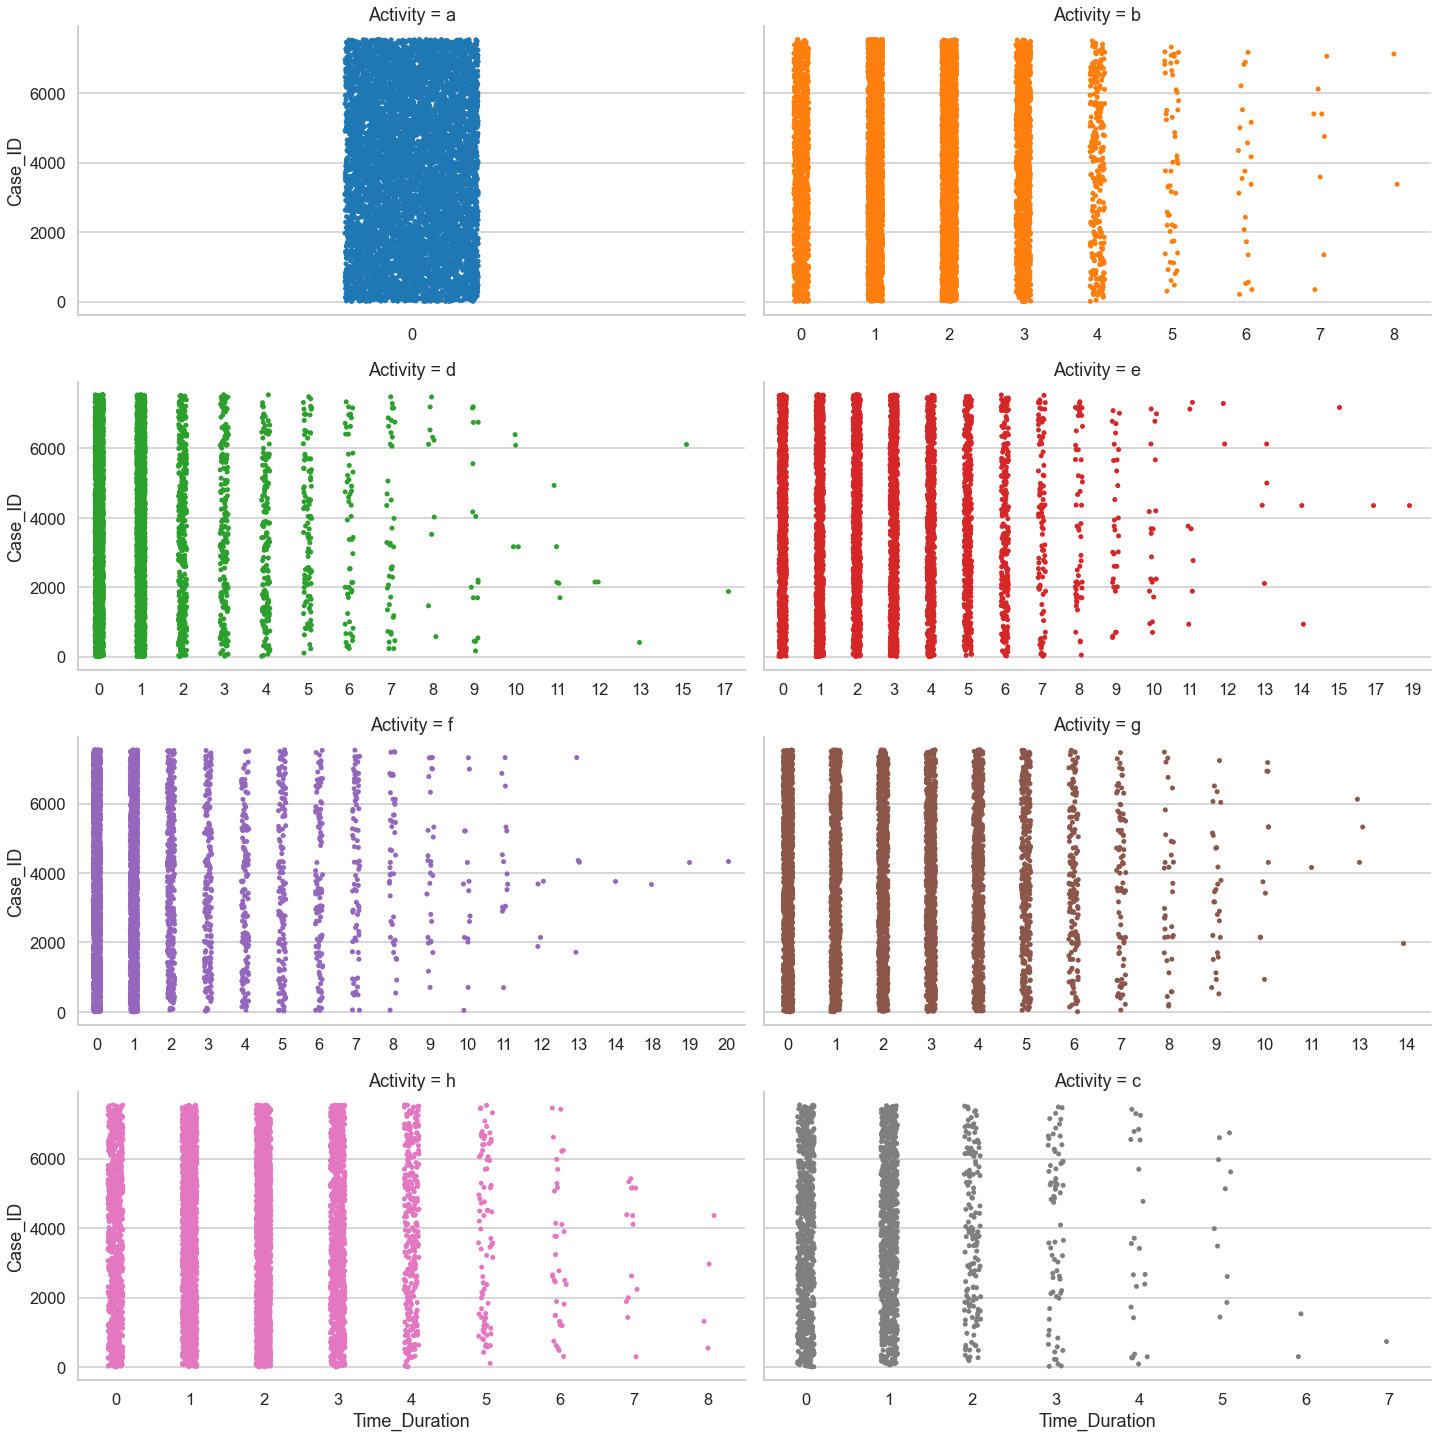 Activity = a
Activity = b
Case_ID
6000
4000
2000
0
0
0 1 2 3 4 5 6 7 8
Activity = d
Activity = e
Case_ID
6000
4000
2000
0
0 1 2 3 4 5 6 7 8 9 10 11 12 13 15 17
0 1 2 3 4 5 6 7 8 9 10 11 12 13 14 15 17 19
Activity = f
Activity = g
Case_ID
6000
4000
2000
0
0 1 2 3 4 5 6 7 8 9 10 11 12 13 14 18 19 20
0 1 2 3 4 5 6 7 8 9 10 11 13 14
Activity = h
Activity = c
Case_ID
6000
4000
2000
0
0 1 2 3 4 5 6 7 8
Time_Duration
0 1 2 3 4 5 6 7
Time_Duration